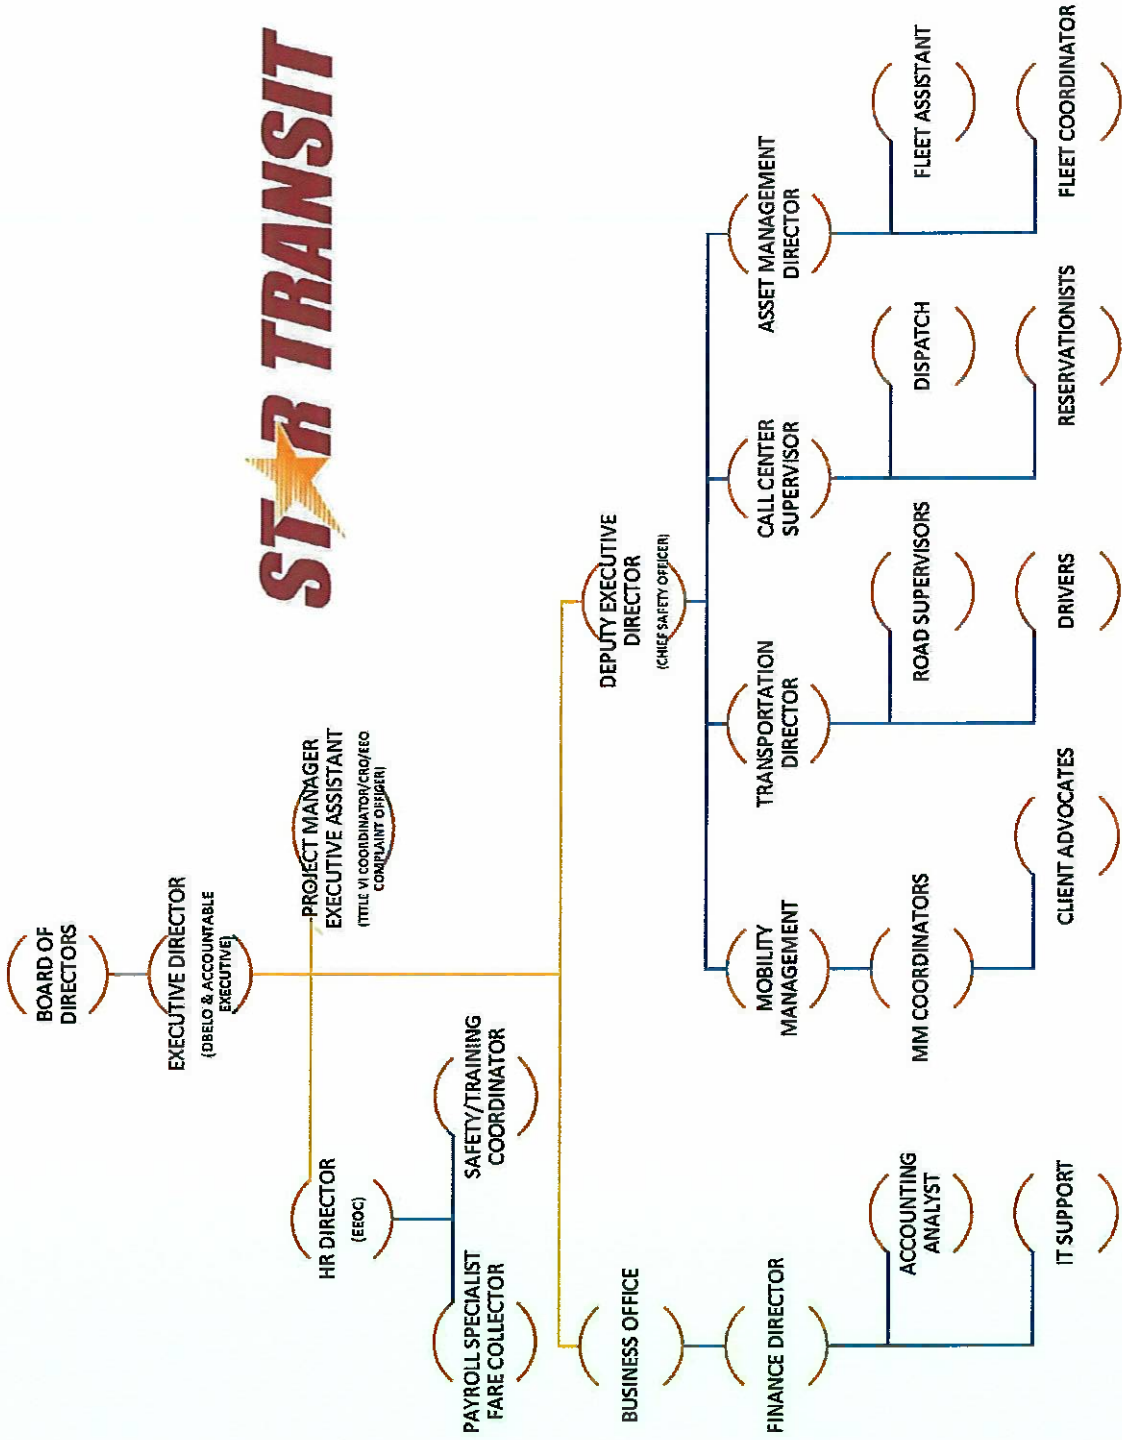 STAR TRANSIT
BOARD OF
DIRECTORS
EXECUTIVE DIRECTOR
(DBELO & ACCOUNTABLE
EXECUTIVE)
HR DIRECTOR
(EEOC)
PROJECT MANAGER
EXECUTIVE ASSISTANT
(TITLE VI COORDINATOR/CRO/EEO
COMPLAINT OFFICER)
PAYROLL SPECIALIST
FARE COLLECTOR
SAFETY/TRAINING
COORDINATOR
BUSINESS OFFICE
DEPUTY EXECUTIVE
DIRECTOR
(CHIEF SAFETY OFFICER)
FINANCE DIRECTOR
MOBILITY
MANAGEMENT
TRANSPORTATION
DIRECTOR
CALL CENTER
SUPERVISOR
ASSET MANAGEMENT
DIRECTOR
ACCOUNTING
ANALYST
MM COORDINATORS
ROAD SUPERVISORS
DISPATCH
FLEET ASSISTANT
IT SUPPORT
CLIENT ADVOCATES
DRIVERS
RESERVATIONISTS
FLEET COORDINATOR